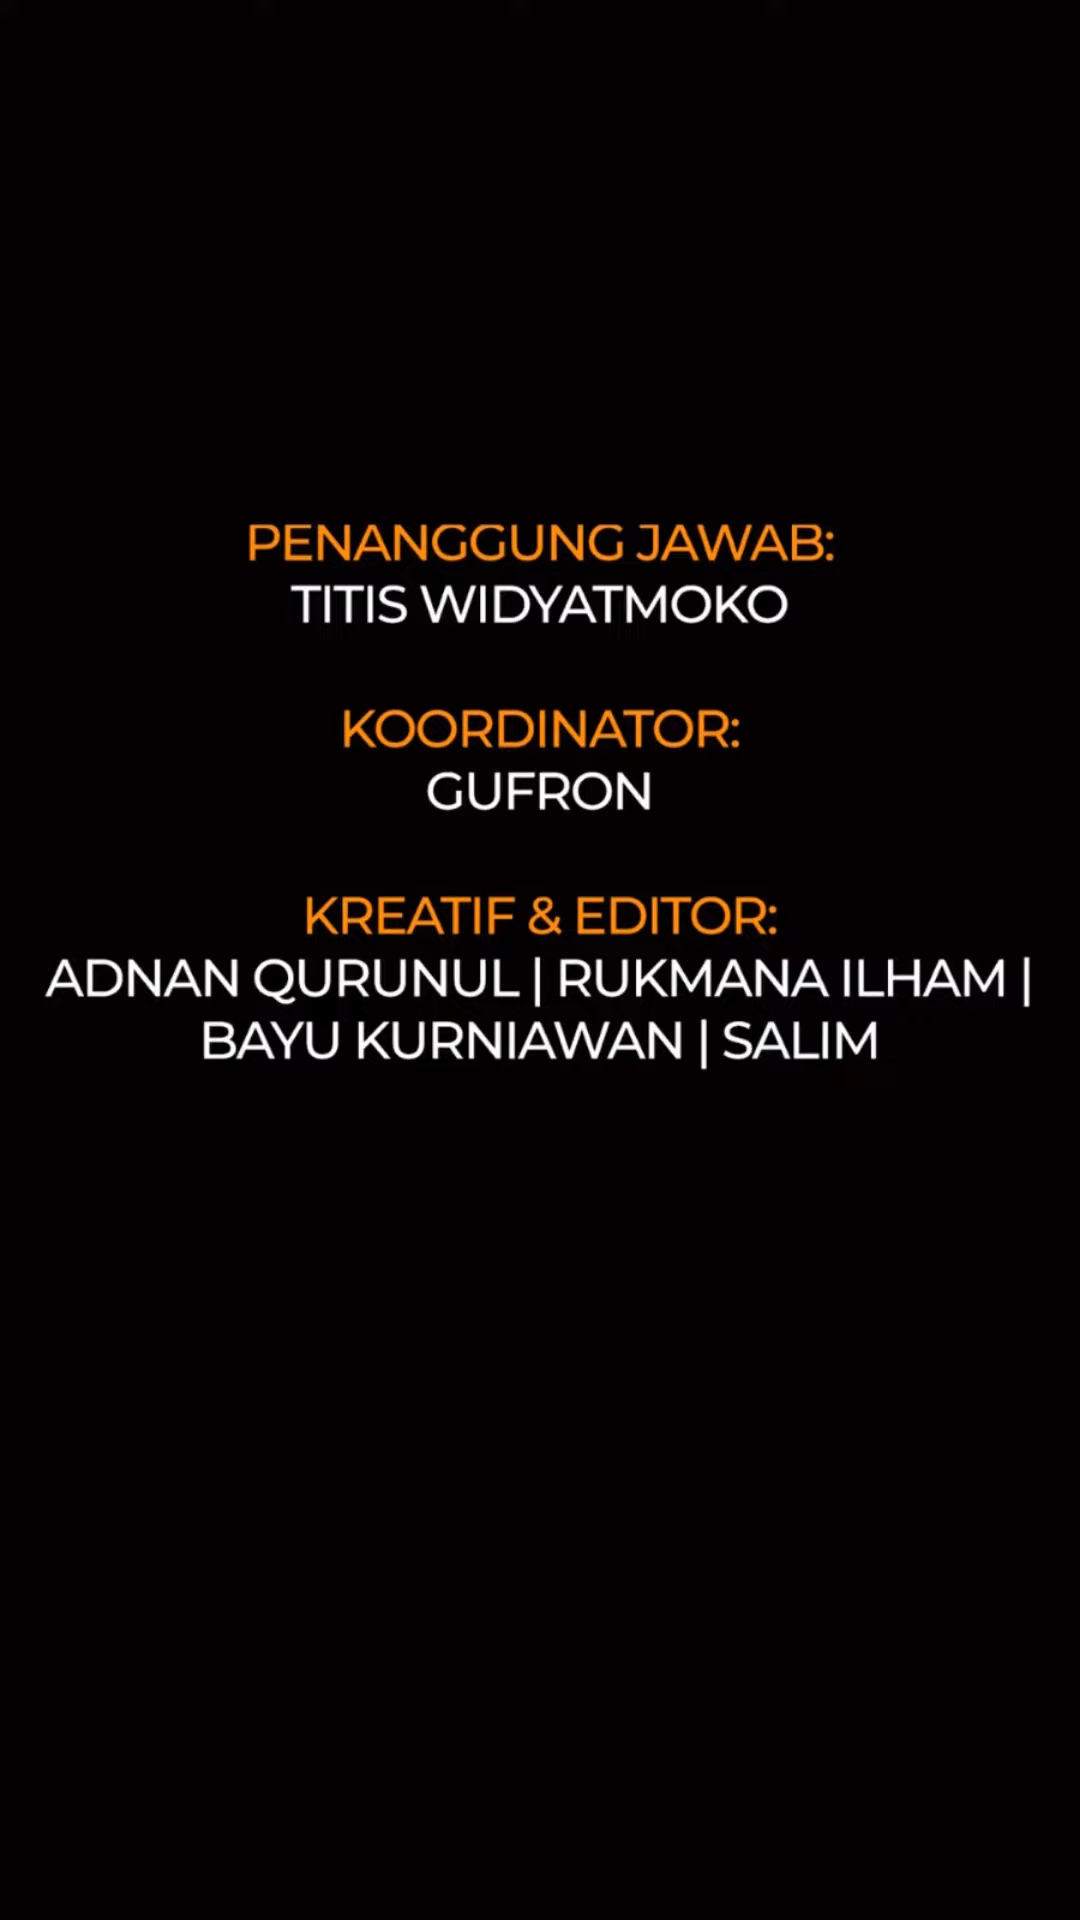 PENANGGUNG JAWAB:
TITIS WIDYATMOKO
KOORDINATOR:
GUFRON
KREATIF & EDITOR:
ADNAN QURUNUL | RUKMANA ILHAM |
BAYU KURNIAWAN | SALIM